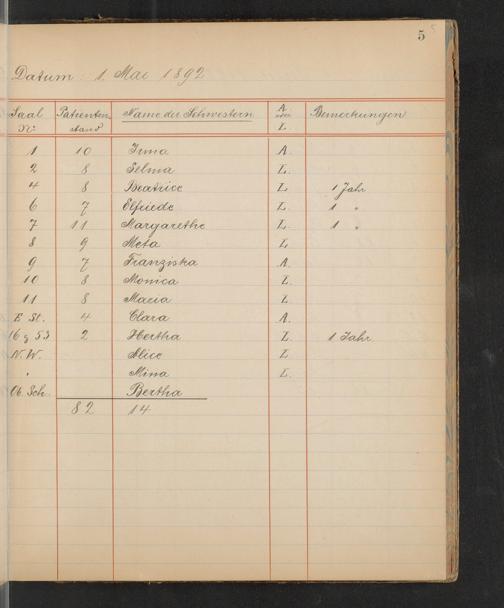 5
Datum: 1. Mai 1892
Saal No. Patienten stand Name der Schwestern A. oder L. Bemerkungen
1 10 Irma A.
2 8 Selma L.
4 8 Beatrice L 1 Jahr
6 7 Elfriede L. 1 "
7 11 Margarethe L. 1 "
8 9 Meta L
9 7 Franziska A.
10 8 Monica L.
11 8 Maria L
E St. 4 Clara A.
16 g 53 2 Hertha L. 1 Jahr
N.W. Alice L
" Mina L.
Ob. Sch. Bertha
82 14